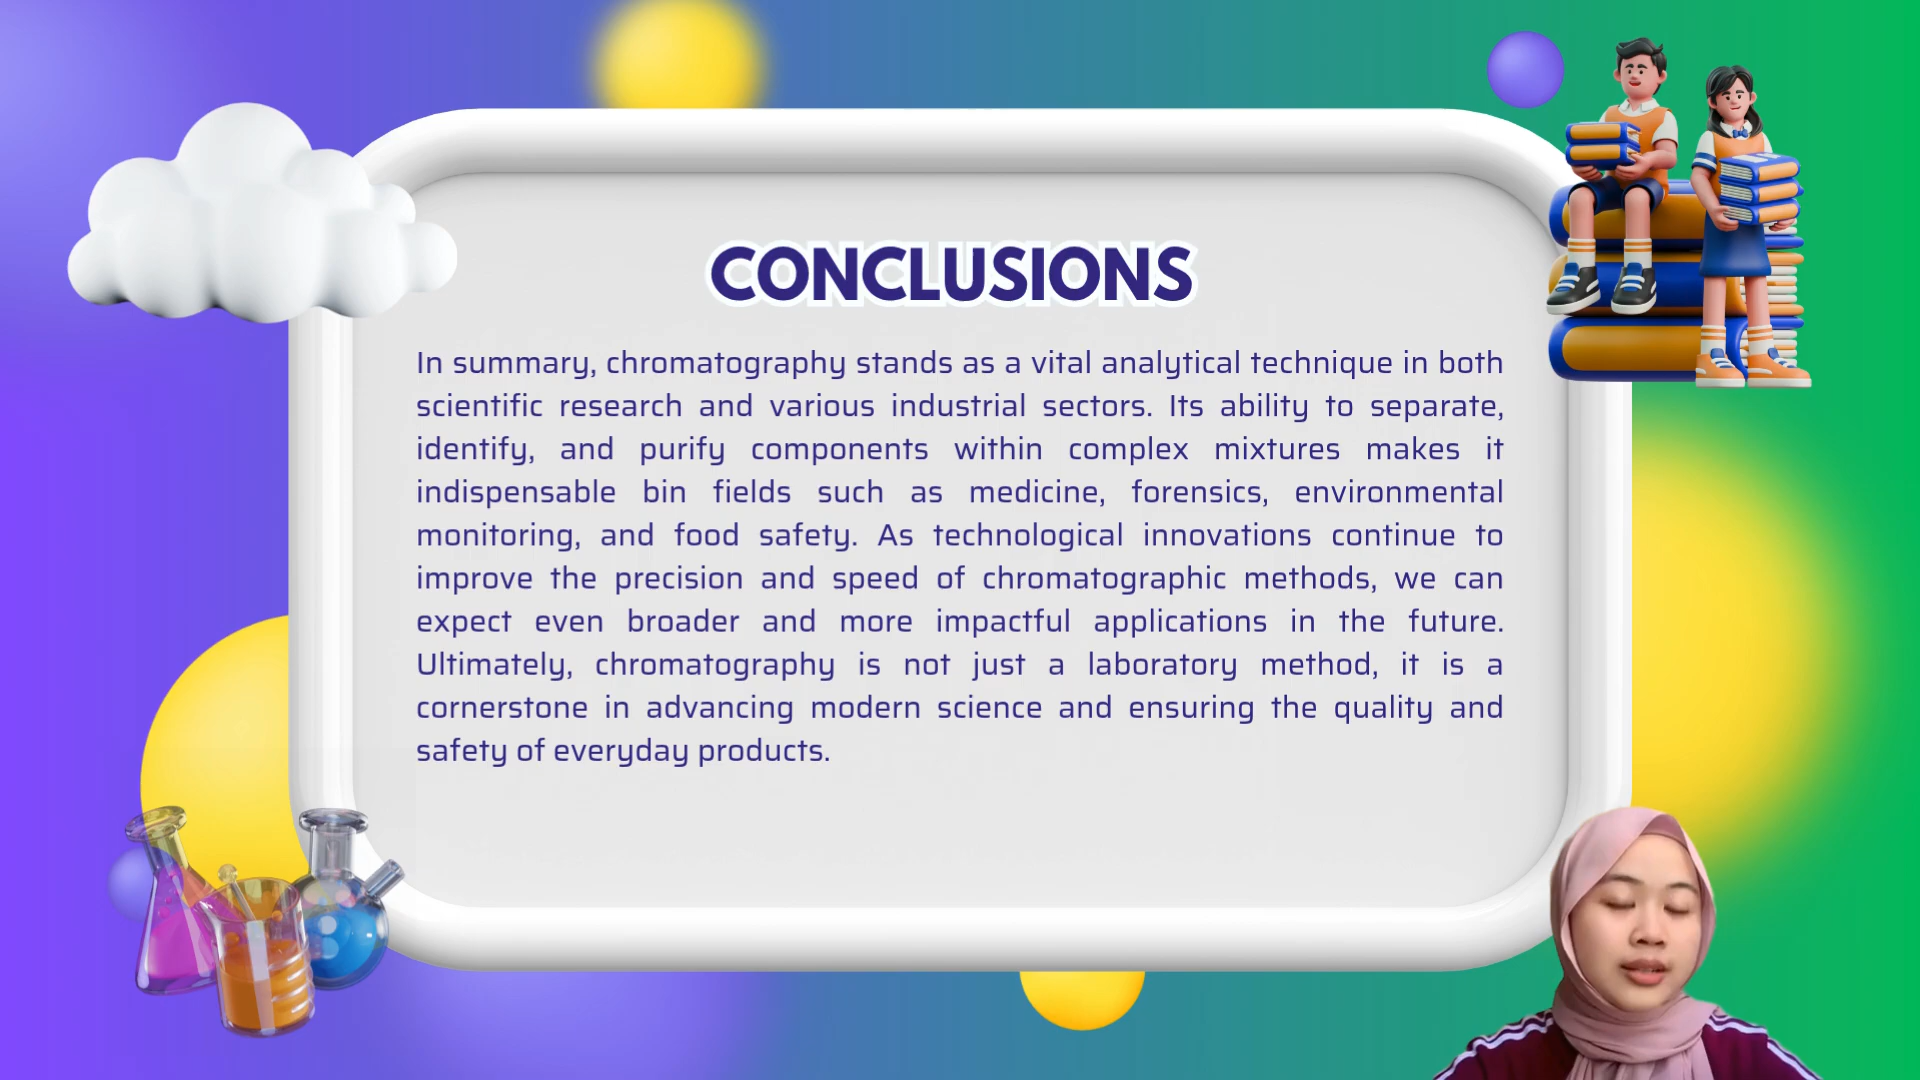 CONCLUSIONS
In summary, chromatography stands as a vital analytical technique in both
scientific research and various industrial sectors. Its ability to separate,
identify, and purify components within complex mixtures makes it
indispensable bin fields such as medicine, forensics, environmental
monitoring, and food safety. As technological innovations continue to
improve the precision and speed of chromatographic methods, we can
expect even broader and more impactful applications in the future.
Ultimately, chromatography is not just a laboratory method, it is a
cornerstone in advancing modern science and ensuring the quality and
safety of everyday products.